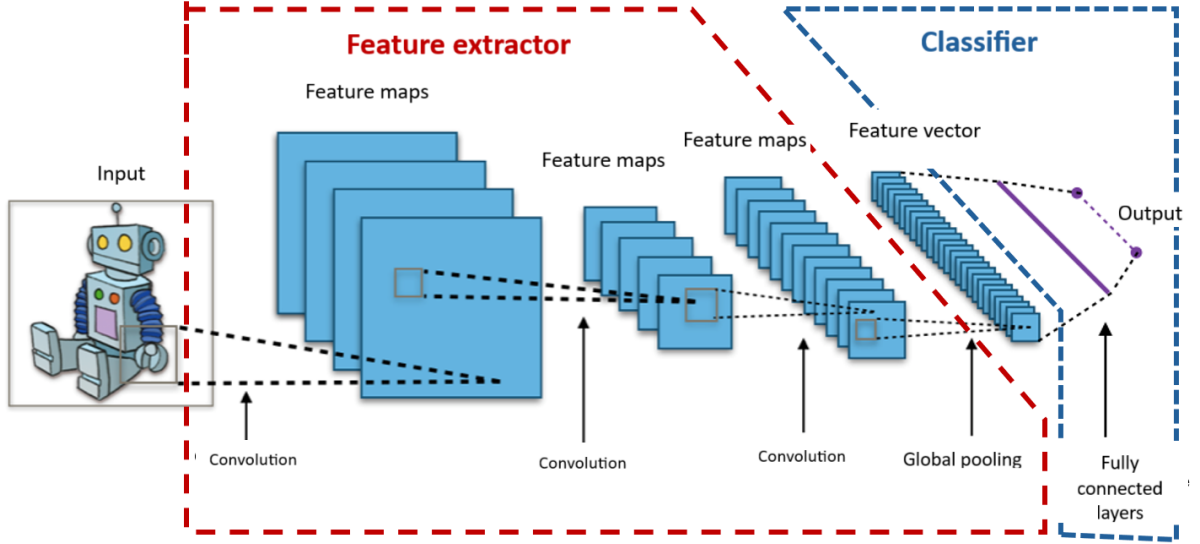 Feature extractor
Classifier
Feature maps
Feature maps
Feature maps
Feature vector
Input
Output
Convolution
Convolution
Convolution
Global pooling
Fully
connected
layers